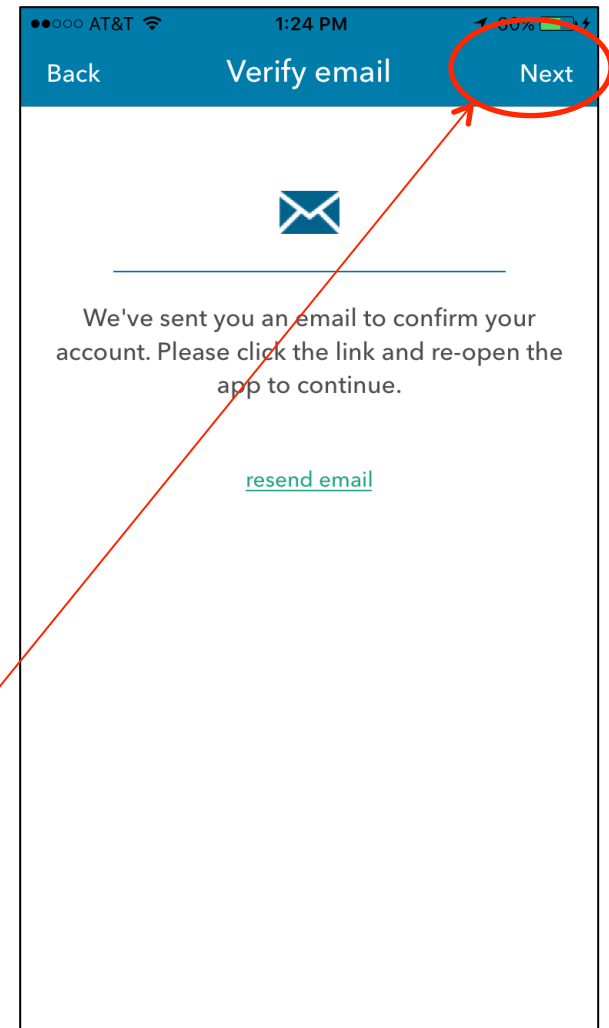 AT&T 1:24 PM
Back Verify email Next
We've sent you an email to confirm your
account. Please click the link and re-open the
app to continue.
resend email